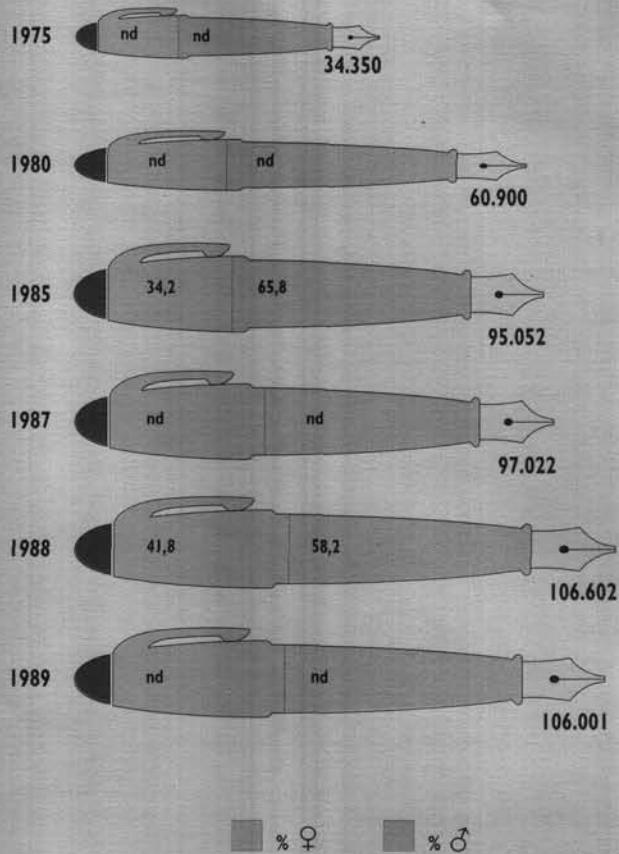 1975 nd nd
34.350
1980 nd nd
60.900
1985 34,2 65,8
95.052
1987 nd nd
97.022
1988 41,8 58,2
106.602
1989 nd nd
106.001
% ♀ % ♂